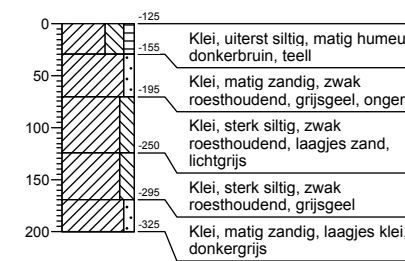 0
50
100
150
200
-125
-155
-195
-250
-295
-325
Klei, uiterst siltig, matig humeu
donkerbruin, teell
Klei, matig zandig, zwak
roesthoudend, grijsgeel, onger
Klei, sterk siltig, zwak
roesthoudend, laagjes zand,
lichtgrijs
Klei, sterk siltig, zwak
roesthoudend, grijsgeel
Klei, matig zandig, laagjes klei,
donkergrijs